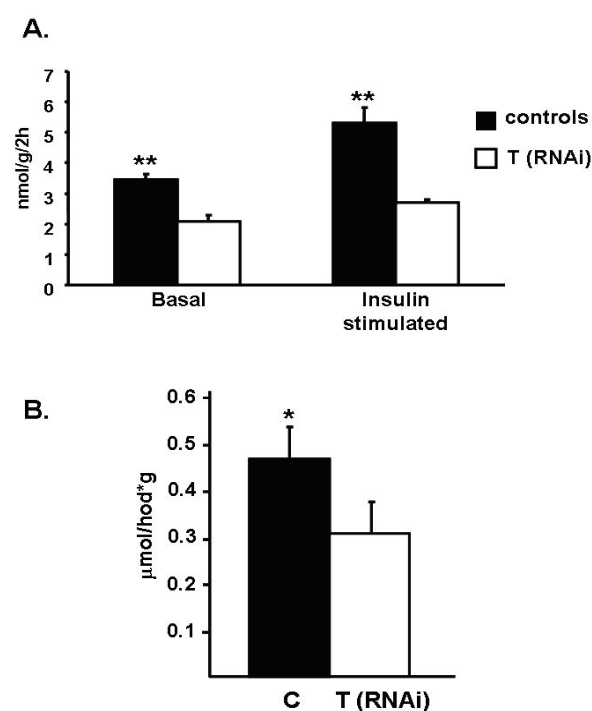 A.
7
6
5
4
3
2
1
0
nmol/g/2h
**
**
controls
T (RNAi)
Basal
Insulin
stimulated
B.
0.6
0.5
0.4
0.3
0.2
0.1
µmol/hod*g
*
C
T (RNAi)